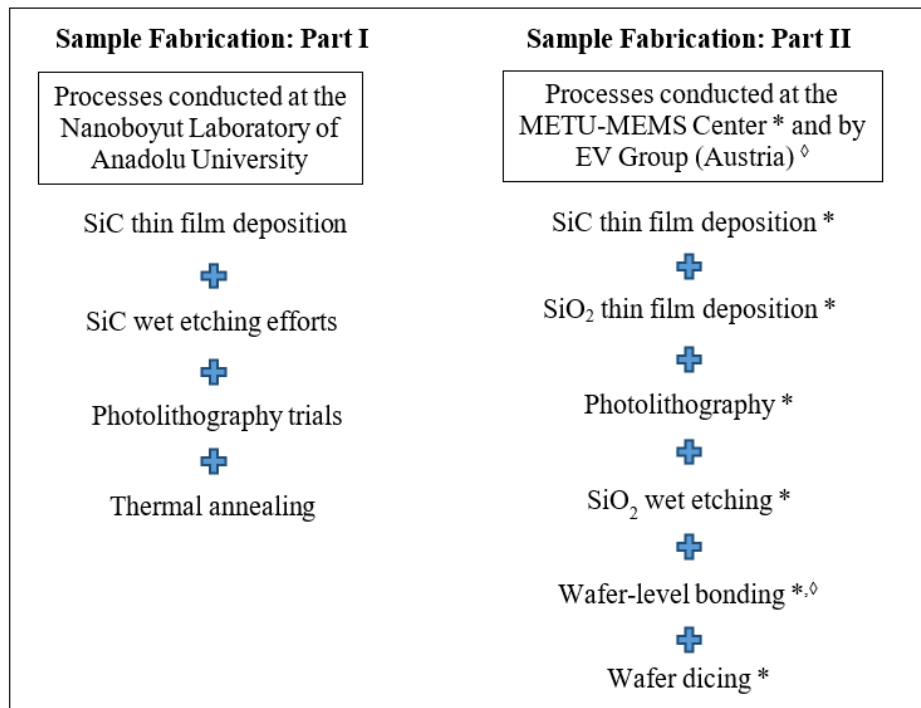 Sample Fabrication: Part I
Processes conducted at the
Nanoboyut Laboratory of
Anadolu University
SiC thin film deposition
SiC wet etching efforts
Photolithography trials
Thermal annealing
Sample Fabrication: Part II
Processes conducted at the
METU-MEMS Center * and by
EV Group (Austria) ◊
SiC thin film deposition *
SiO₂ thin film deposition *
Photolithography *
SiO₂ wet etching *
Wafer-level bonding *,◊
Wafer dicing *